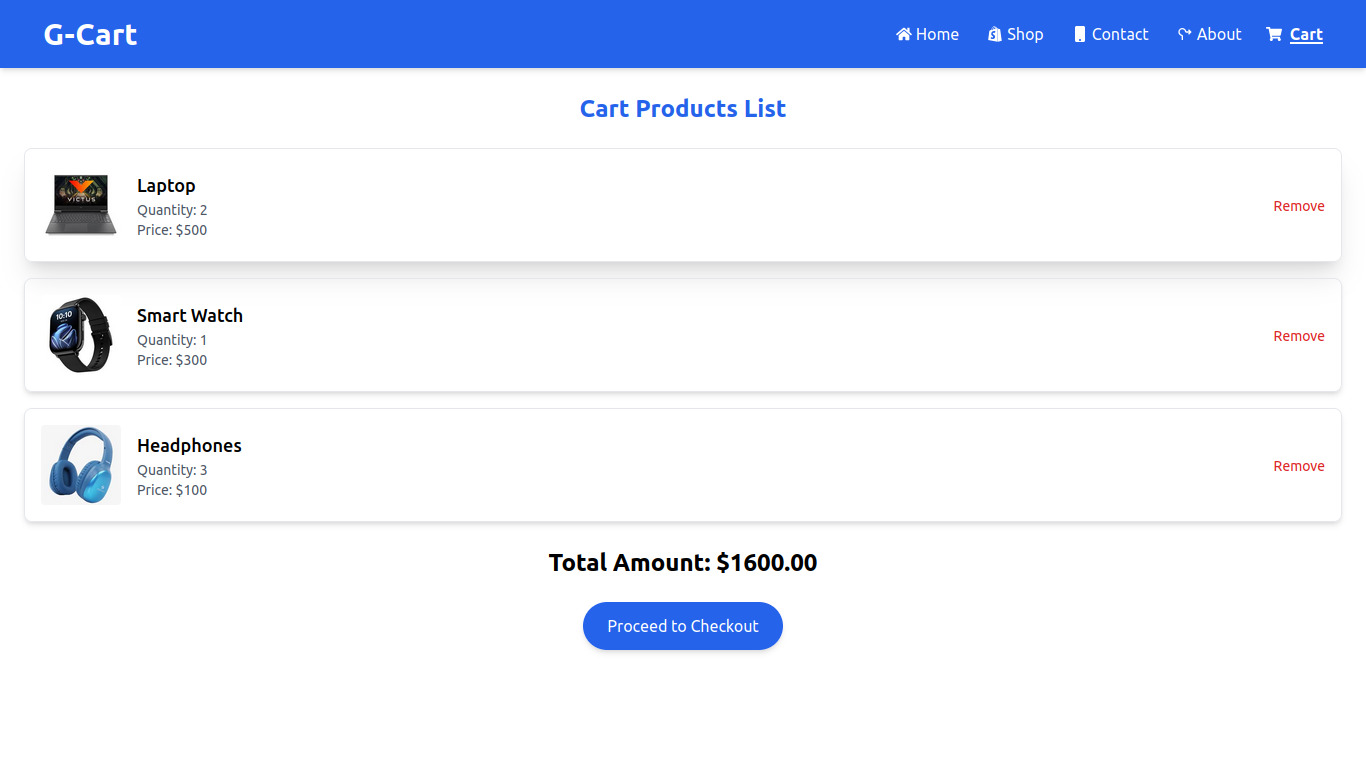 G-Cart
Home Shop Contact About Cart
Cart Products List
VICTUS
Laptop
Quantity: 2
Price: $500
Remove
10:10
Smart Watch
Quantity: 1
Price: $300
Remove
Headphones
Quantity: 3
Price: $100
Remove
Total Amount: $1600.00
Proceed to Checkout